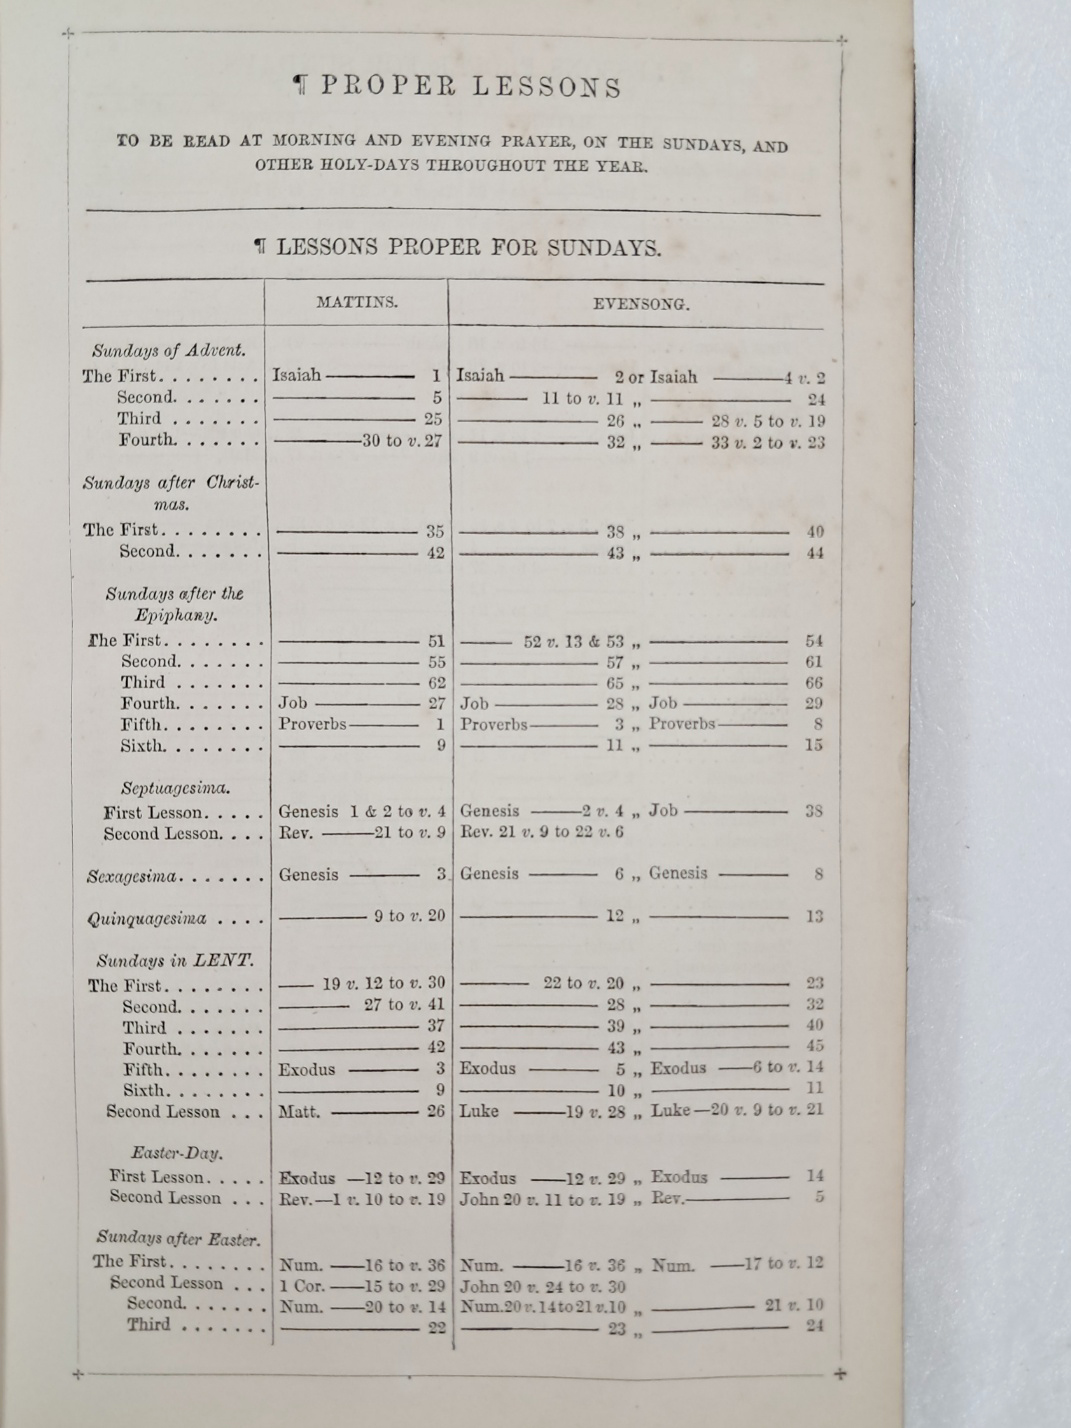 ¶ PROPER LESSONS
TO BE READ AT MORNING AND EVENING PRAYER, ON THE SUNDAYS, AND
OTHER HOLY-DAYS THROUGHOUT THE YEAR.
¶ LESSONS PROPER FOR SUNDAYS.
MATTINS. EVENSONG.
Sundays of Advent.
The First. . . . . . . . Isaiah —— 1 Isaiah —— 2 or Isaiah —— 4 v. 2
Second. . . . . . . —— 5 —— 11 to v. 11 „ —— 24
Third . . . . . . . —— 25 —— 26 „ —— 28 v. 5 to v. 19
Fourth. . . . . . . ——30 to v. 27 —— 32 „ —— 33 v. 2 to v. 23
Sundays after Christ-
mas.
The First. . . . . . . . —— 35 —— 38 „ —— 40
Second. . . . . . . —— 42 —— 43 „ —— 44
Sundays after the
Epiphany.
The First. . . . . . . . —— 51 —— 52 v. 13 & 53 „ —— 54
Second. . . . . . . —— 55 —— 57 „ —— 61
Third . . . . . . . —— 62 —— 65 „ —— 66
Fourth. . . . . . . Job —— 27 Job —— 28 „ Job —— 29
Fifth. . . . . . . . Proverbs—— 1 Proverbs—— 3 „ Proverbs—— 8
Sixth. . . . . . . . —— 9 —— 11 „ —— 15
Septuagesima.
First Lesson. . . . . Genesis 1 & 2 to v. 4 Genesis ——2 v. 4 „ Job —— 38
Second Lesson. . . . Rev. ——21 to v. 9 Rev. 21 v. 9 to 22 v. 6
Sexagesima. . . . . . . Genesis —— 3 Genesis —— 6 „ Genesis —— 8
Quinquagesima . . . . —— 9 to v. 20 —— 12 „ —— 13
Sundays in LENT.
The First. . . . . . . . —— 19 v. 12 to v. 30 —— 22 to v. 20 „ —— 23
Second. . . . . . . —— 27 to v. 41 —— 28 „ —— 32
Third . . . . . . . —— 37 —— 39 „ —— 40
Fourth. . . . . . . —— 42 —— 43 „ —— 45
Fifth. . . . . . . . Exodus —— 3 Exodus —— 5 „ Exodus ——6 to v. 14
Sixth. . . . . . . . —— 9 —— 10 „ —— 11
Second Lesson . . . Matt. —— 26 Luke ——19 v. 28 „ Luke—20 v. 9 to v. 21
Easter-Day.
First Lesson. . . . . Exodus —12 to v. 29 Exodus ——12 v. 29 „ Exodus —— 14
Second Lesson . . . Rev.—1 v. 10 to v. 19 John 20 v. 11 to v. 19 „ Rev.—— 5
Sundays after Easter.
The First. . . . . . . . Num. ——16 to v. 36 Num. ——16 v. 36 „ Num. ——17 to v. 12
Second Lesson . . . 1 Cor. ——15 to v. 29 John 20 v. 24 to v. 30
Second. . . . . . . Num. ——20 to v. 14 Num.20 v.14 to 21 v.10 „ —— 21 v. 10
Third . . . . . . . —— 22 —— 23 „ —— 24